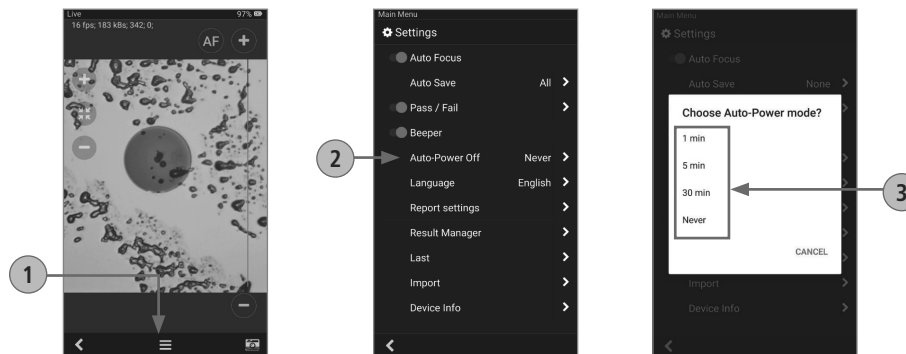 Live 97%
16 fps; 183 kBs; 342; 0;
AF
1
Main Menu
Settings
Auto Focus
Auto Save All
Pass / Fail
Beeper
Auto-Power Off Never
Language English
Report settings
Result Manager
Last
Import
Device Info
2
Main Menu
Settings
Auto Focus
Auto Save None
Choose Auto-Power mode?
1 min
5 min
30 min
Never
CANCEL
Import
Device Info
3